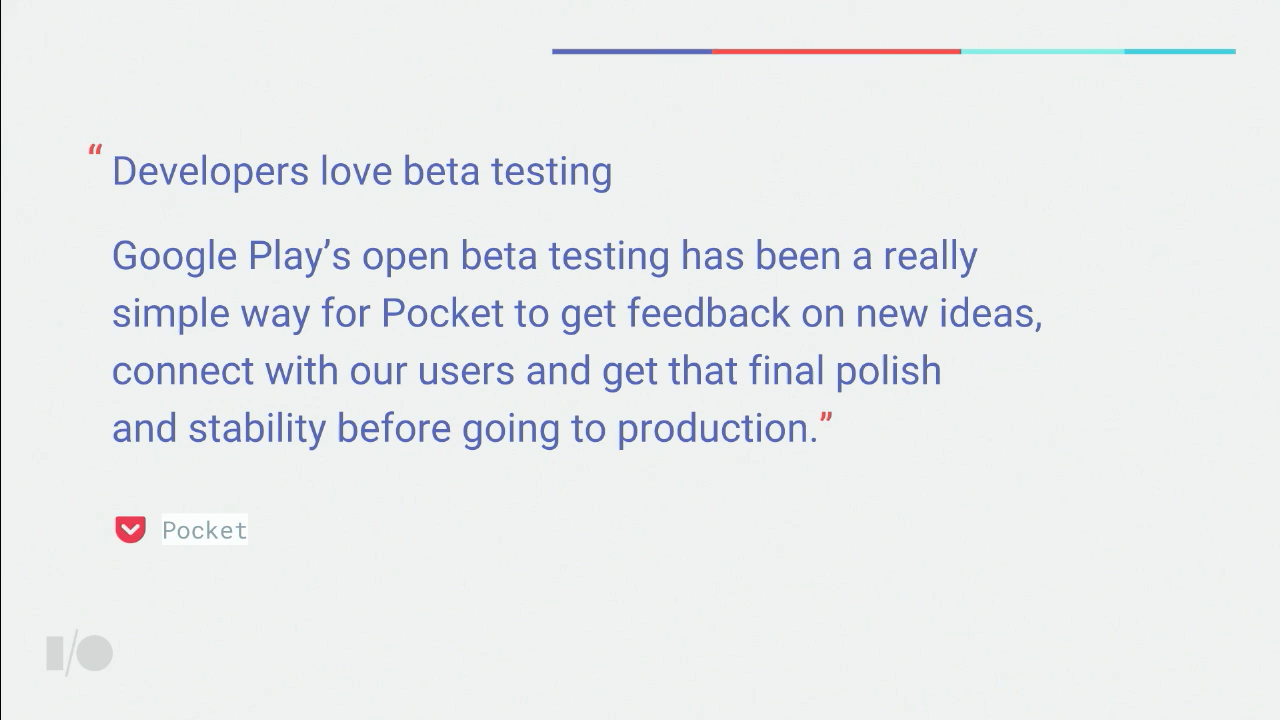 “ Developers love beta testing
Google Play’s open beta testing has been a really
simple way for Pocket to get feedback on new ideas,
connect with our users and get that final polish
and stability before going to production.”
Pocket
I/O